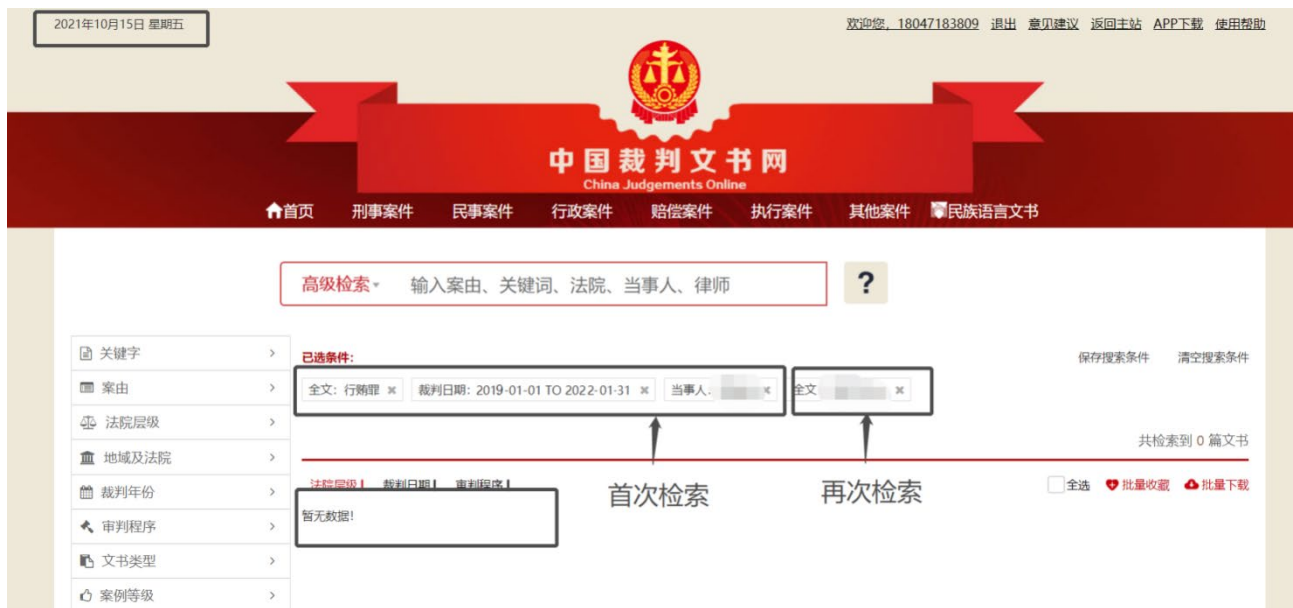 2021年10月15日 星期五
欢迎您，18047183809 退出 意见建议 返回主站 APP下载 使用帮助
中国裁判文书网
China Judgements Online
首页 刑事案件 民事案件 行政案件 赔偿案件 执行案件 其他案件 民族语言文书
高级检索 输入案由、关键词、法院、当事人、律师 ?
关键字
案由
法院层级
地域及法院
裁判年份
审判程序
文书类型
案例等级
已选条件:
保存搜索条件 清空搜索条件
全文: 行贿罪 × 裁判日期: 2019-01-01 TO 2022-01-31 × 当事人 × 全文 ×
共检索到 0 篇文书
法院层级 裁判日期 审判程序
全选 批量收藏 批量下载
首次检索 再次检索
暂无数据!